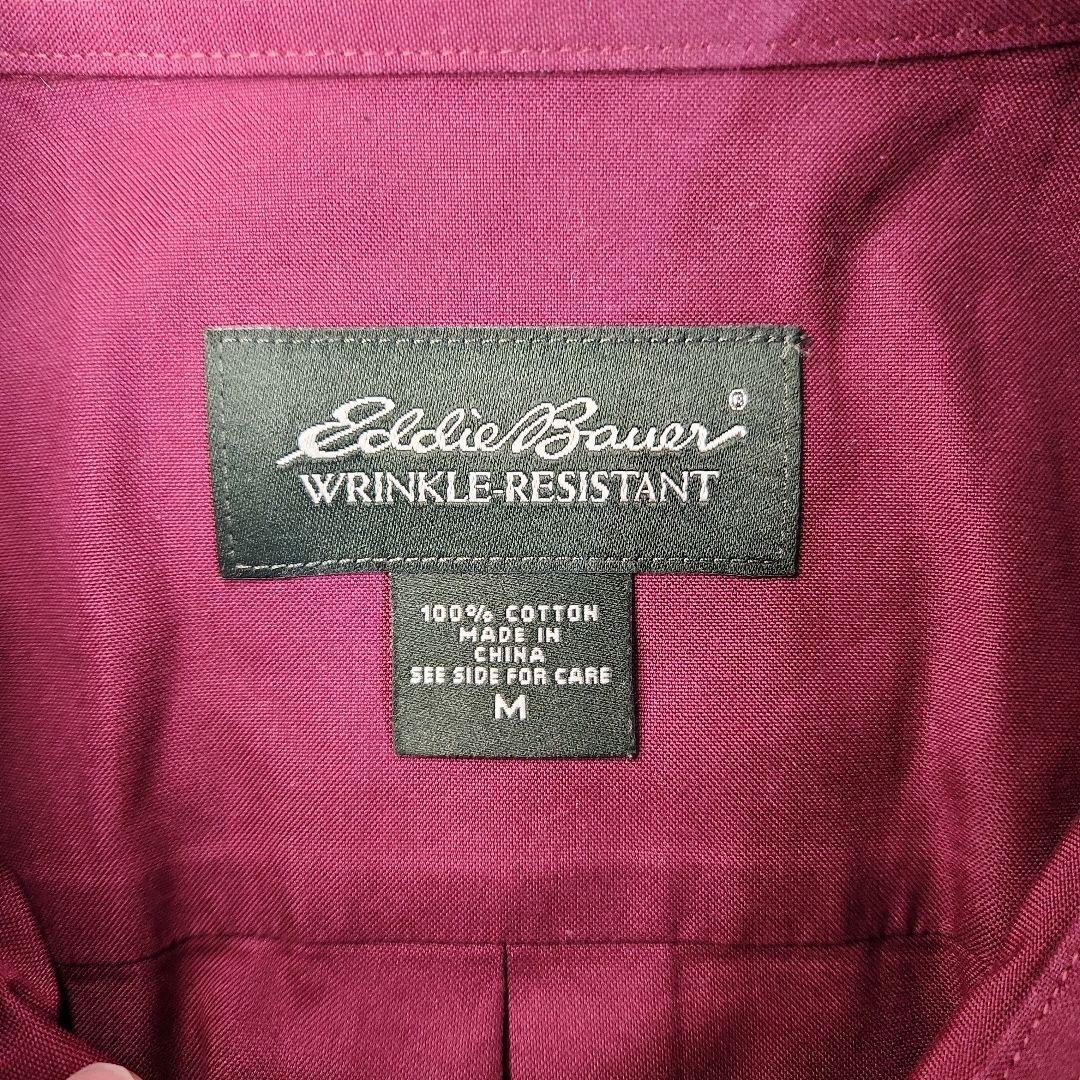 Eddie Bauer®
WRINKLE-RESISTANT
100% COTTON
MADE IN
CHINA
SEE SIDE FOR CARE
M